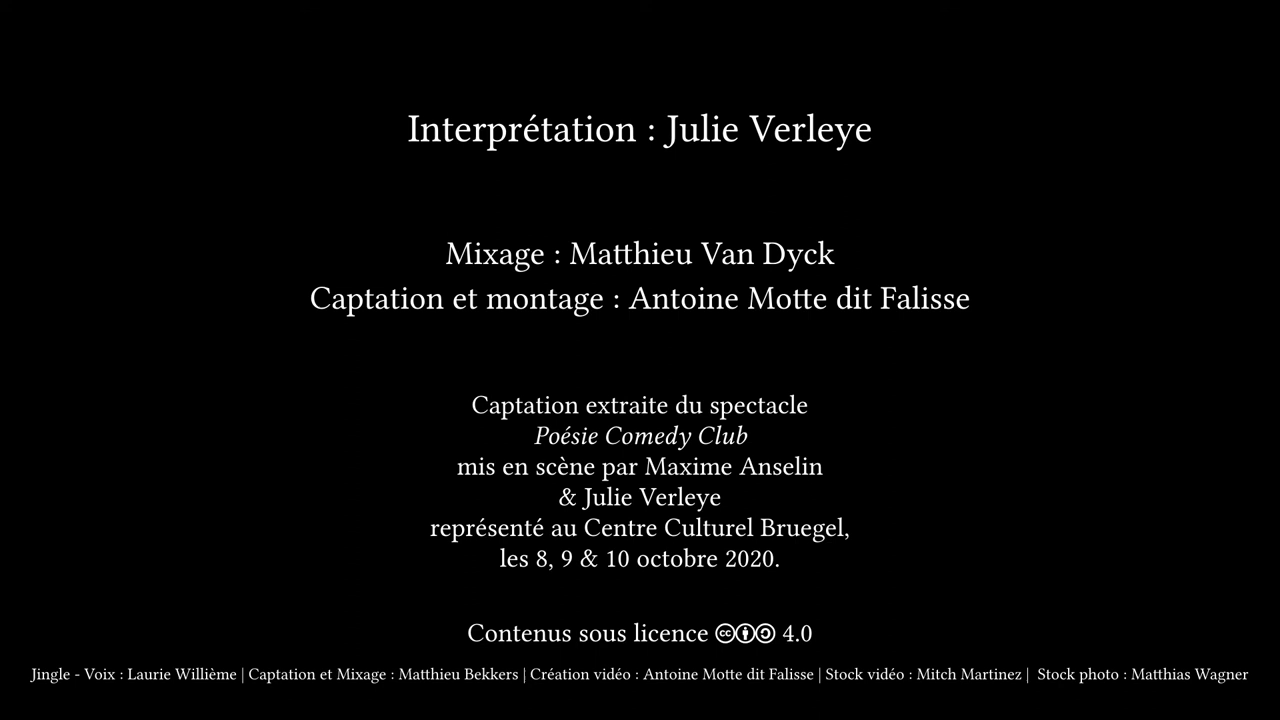 Interprétation : Julie Verleye
Mixage : Matthieu Van Dyck
Captation et montage : Antoine Motte dit Falisse
Captation extraite du spectacle
Poésie Comedy Club
mis en scène par Maxime Anselin
& Julie Verleye
représenté au Centre Culturel Bruegel,
les 8, 9 & 10 octobre 2020.
Contenus sous licence 🅭🅯🄎 4.0
Jingle - Voix : Laurie Willième | Captation et Mixage : Matthieu Bekkers | Création vidéo : Antoine Motte dit Falisse | Stock vidéo : Mitch Martinez | Stock photo : Matthias Wagner